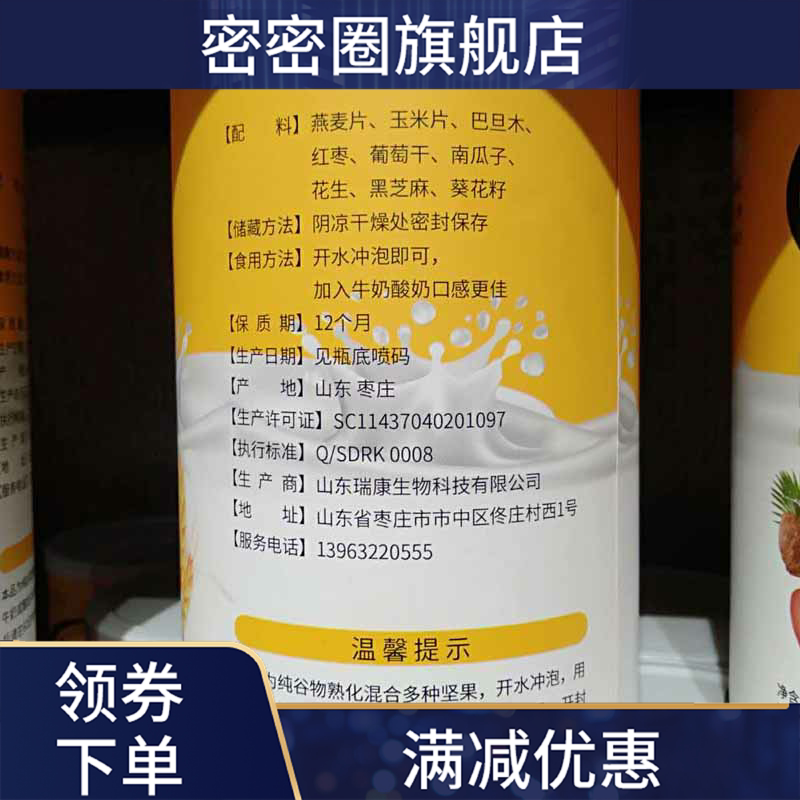 密密圈旗舰店
【配 料】燕麦片、玉米片、巴旦木、
红枣、葡萄干、南瓜子、
花生、黑芝麻、葵花籽
【储藏方法】阴凉干燥处密封保存
【食用方法】开水冲泡即可,
加入牛奶酸奶口感更佳
【保 质 期】12个月
【生产日期】见瓶底喷码
【产 地】山东 枣庄
【生产许可证】SC11437040201097
【执行标准】Q/SDRK 0008
【生 产 商】山东瑞康生物科技有限公司
【地 址】山东省枣庄市市中区佟庄村西1号
【服务电话】13963220555
温馨提示
为纯谷物熟化混合多种坚果，开水冲泡，用
开封
领券
下单
满减优惠